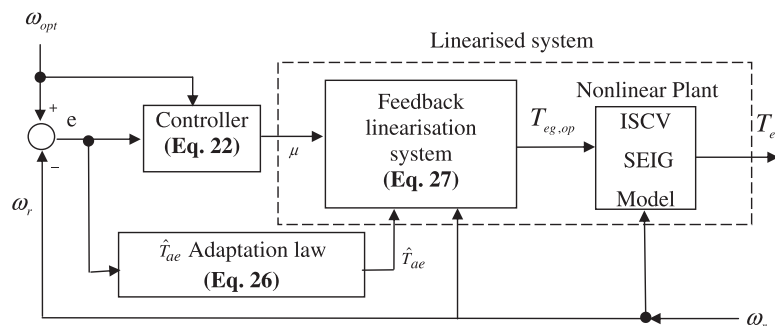 ω_opt
Linearised system
Nonlinear Plant
+
e
−
Controller
(Eq. 22)
μ
Feedback
linearisation
system
(Eq. 27)
T_eg,op
ISCV
SEIG
Model
T_e
ω_r
T̂_ae Adaptation law
(Eq. 26)
T̂_ae